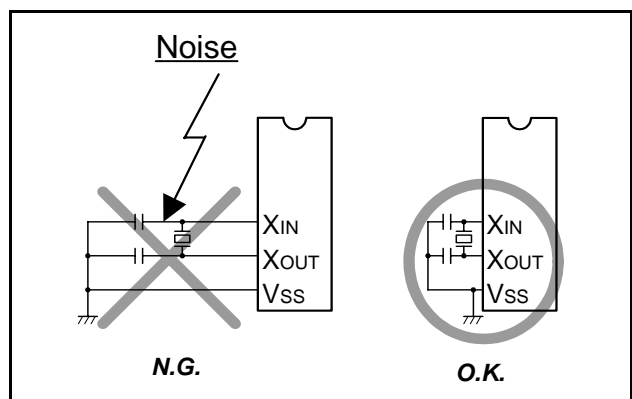 Noise
XIN
XOUT
VSS
N.G.
XIN
XOUT
VSS
O.K.